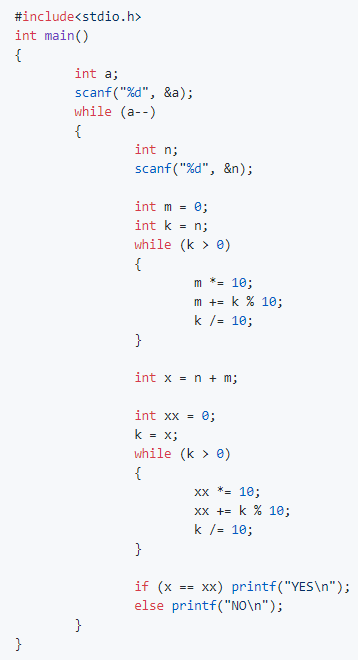 #include<stdio.h>
int main()
{
int a;
scanf("%d", &a);
while (a--)
{
int n;
scanf("%d", &n);
int m = 0;
int k = n;
while (k > 0)
{
m *= 10;
m += k % 10;
k /= 10;
}
int x = n + m;
int xx = 0;
k = x;
while (k > 0)
{
xx *= 10;
xx += k % 10;
k /= 10;
}
if (x == xx) printf("YES\n");
else printf("NO\n");
}
}